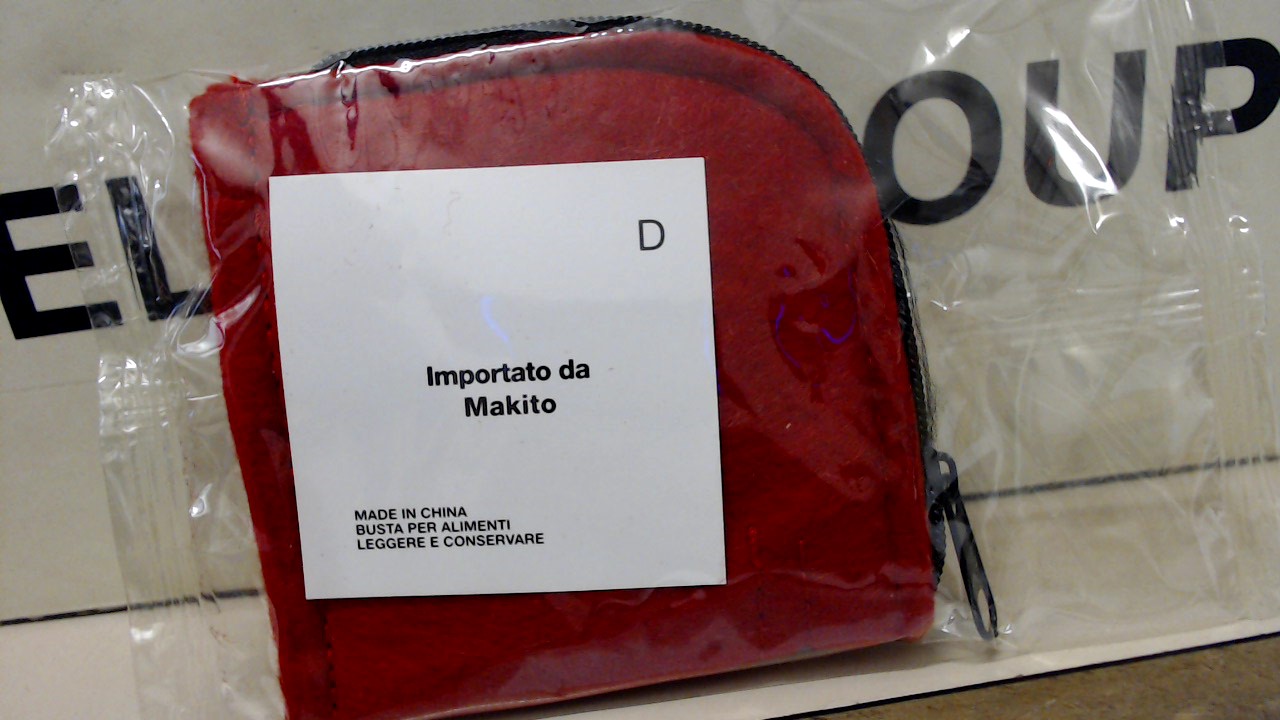 EL
OUP
D
Importato da
Makito
MADE IN CHINA
BUSTA PER ALIMENTI
LEGGERE E CONSERVARE